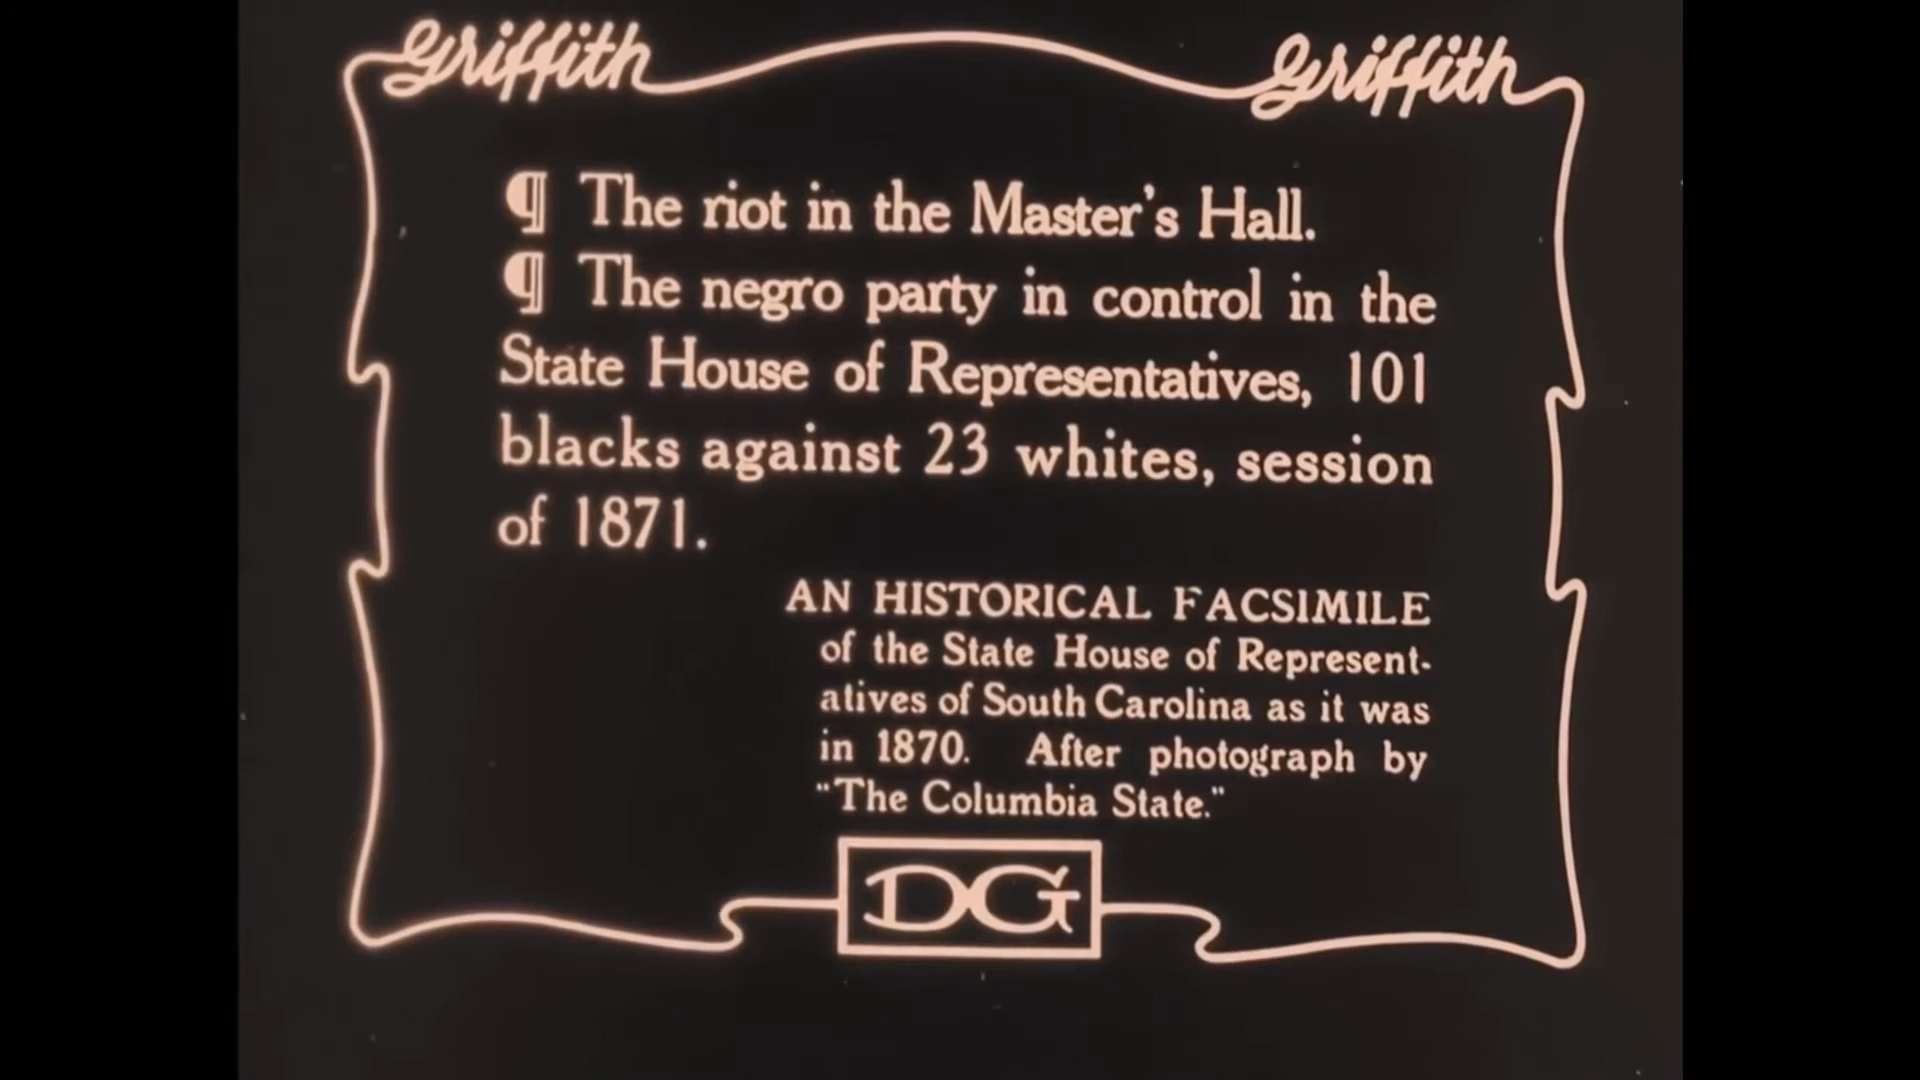 Griffith Griffith
¶ The riot in the Master's Hall.
¶ The negro party in control in the
State House of Representatives, 101
blacks against 23 whites, session
of 1871.
AN HISTORICAL FACSIMILE
of the State House of Represent-
atives of South Carolina as it was
in 1870. After photograph by
"The Columbia State."
DG